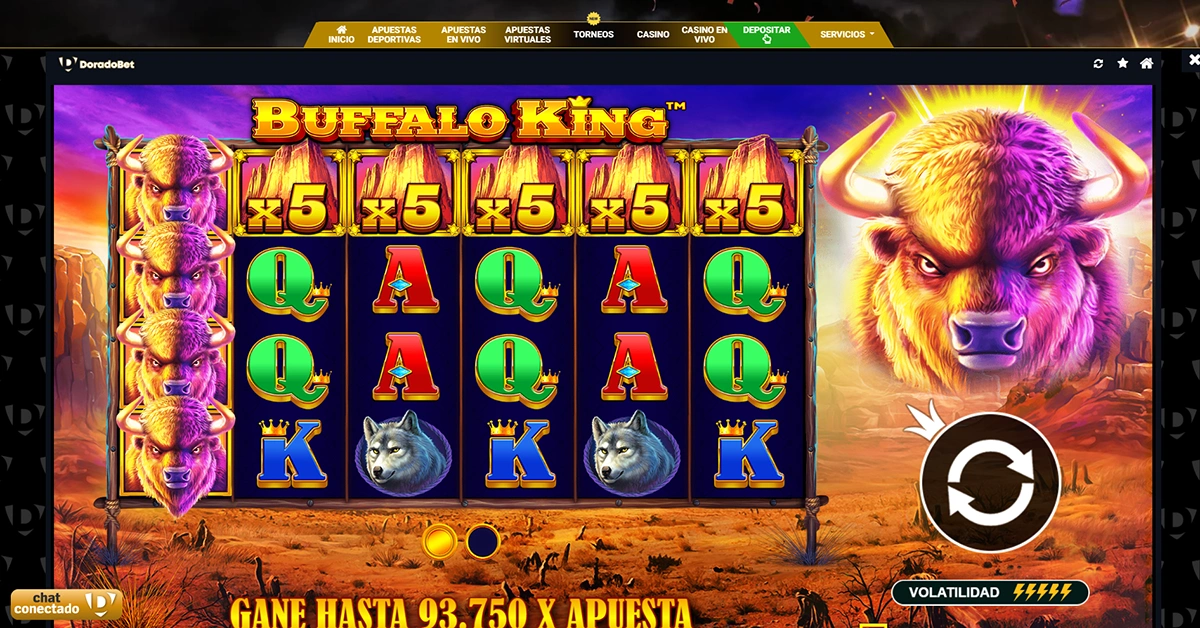 NEW
INICIO
APUESTAS
DEPORTIVAS
APUESTAS
EN VIVO
APUESTAS
VIRTUALES
TORNEOS
CASINO
CASINO EN
VIVO
DEPOSITAR
SERVICIOS
DoradoBet
BUFFALO KING™
x5 x5 x5 x5 x5
Q A Q A Q
Q A Q A Q
K K K
VOLATILIDAD
chat
conectado
GANE HASTA 93.750 X APUESTA